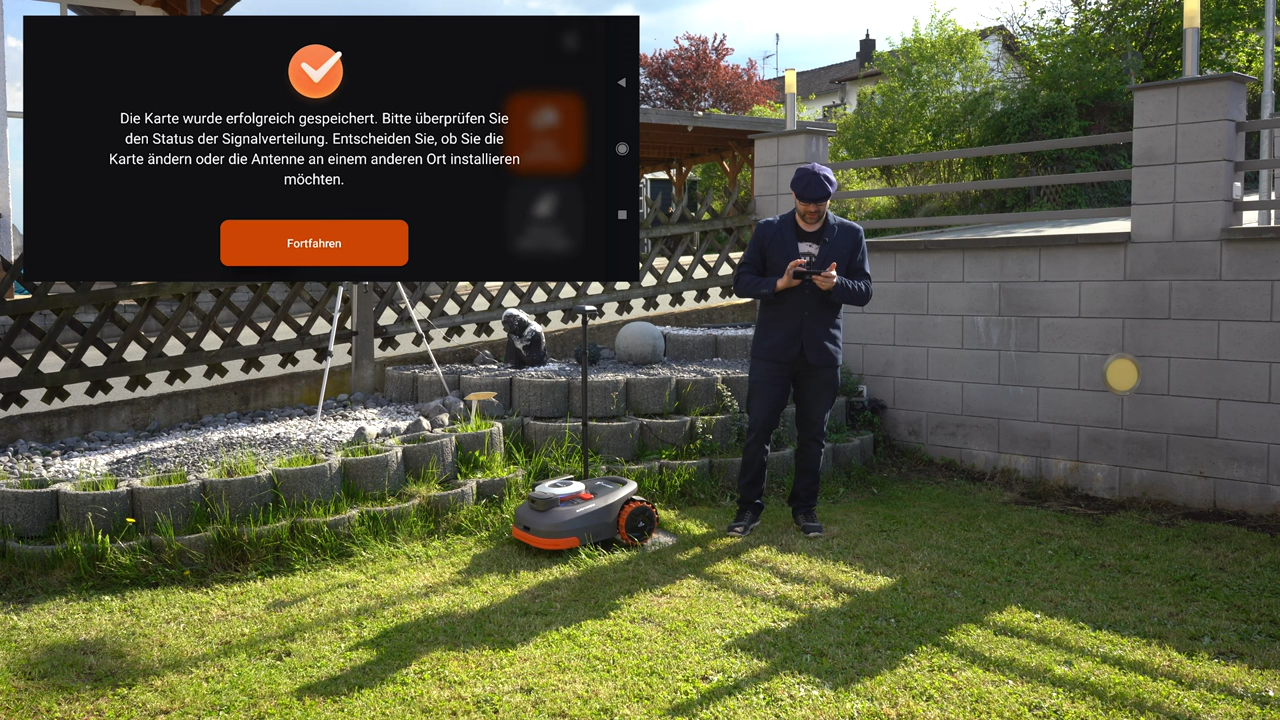 Die Karte wurde erfolgreich gespeichert. Bitte überprüfen Sie
den Status der Signalverteilung. Entscheiden Sie, ob Sie die
Karte ändern oder die Antenne an einem anderen Ort installieren
möchten.
Fortfahren